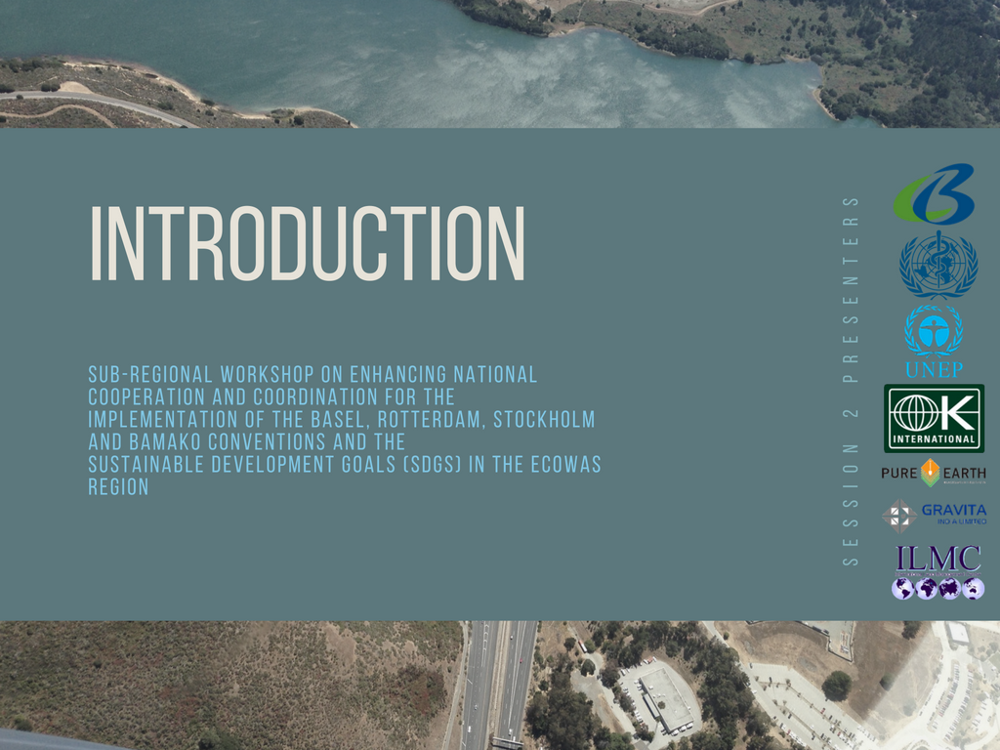 INTRODUCTION
SUB-REGIONAL WORKSHOP ON ENHANCING NATIONAL
COOPERATION AND COORDINATION FOR THE
IMPLEMENTATION OF THE BASEL, ROTTERDAM, STOCKHOLM
AND BAMAKO CONVENTIONS AND THE
SUSTAINABLE DEVELOPMENT GOALS (SDGS) IN THE ECOWAS
REGION
SESSION 2 PRESENTERS
B
UNEP
OK
INTERNATIONAL
PURE EARTH
GRAVITA
INDIA LIMITED
ILMC